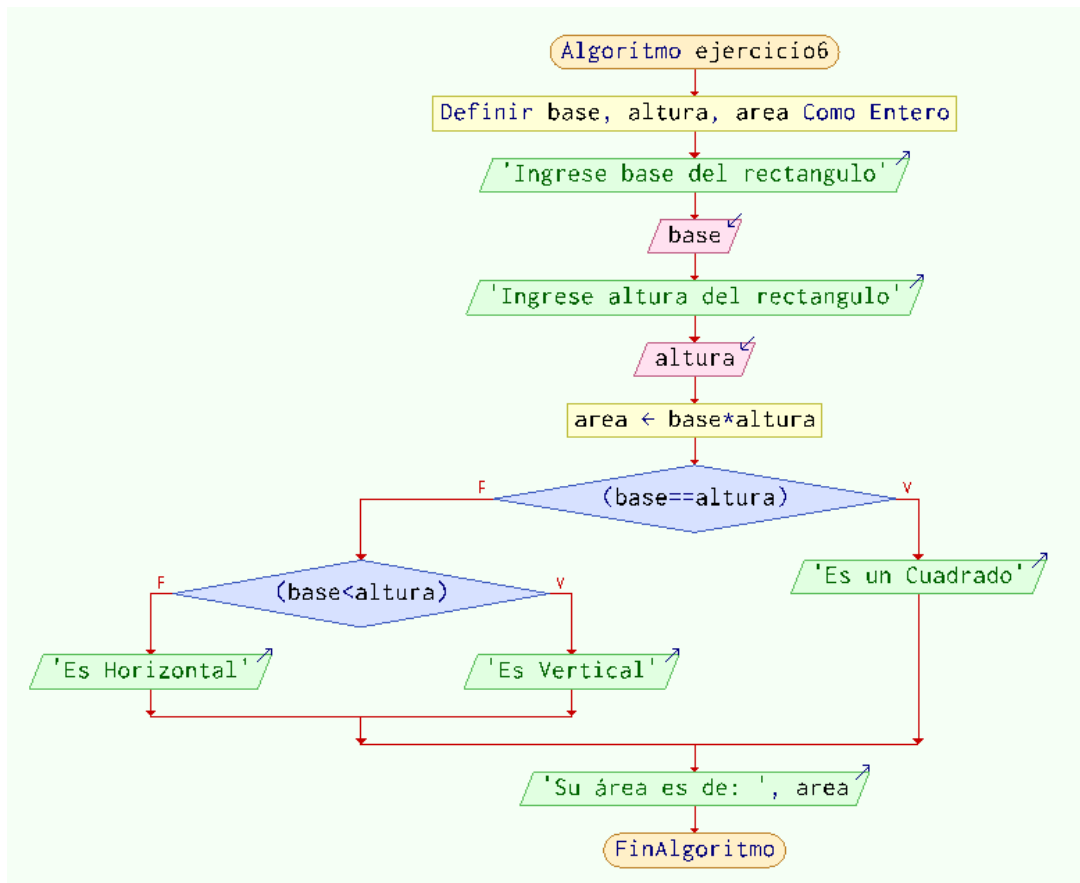 Algoritmo ejercicio6
Definir base, altura, area Como Entero
'Ingrese base del rectangulo'
base
'Ingrese altura del rectangulo'
altura
area ← base*altura
F
(base==altura)
V
'Es un Cuadrado'
F
(base<altura)
V
'Es Horizontal'
'Es Vertical'
'Su área es de: ', area
FinAlgoritmo